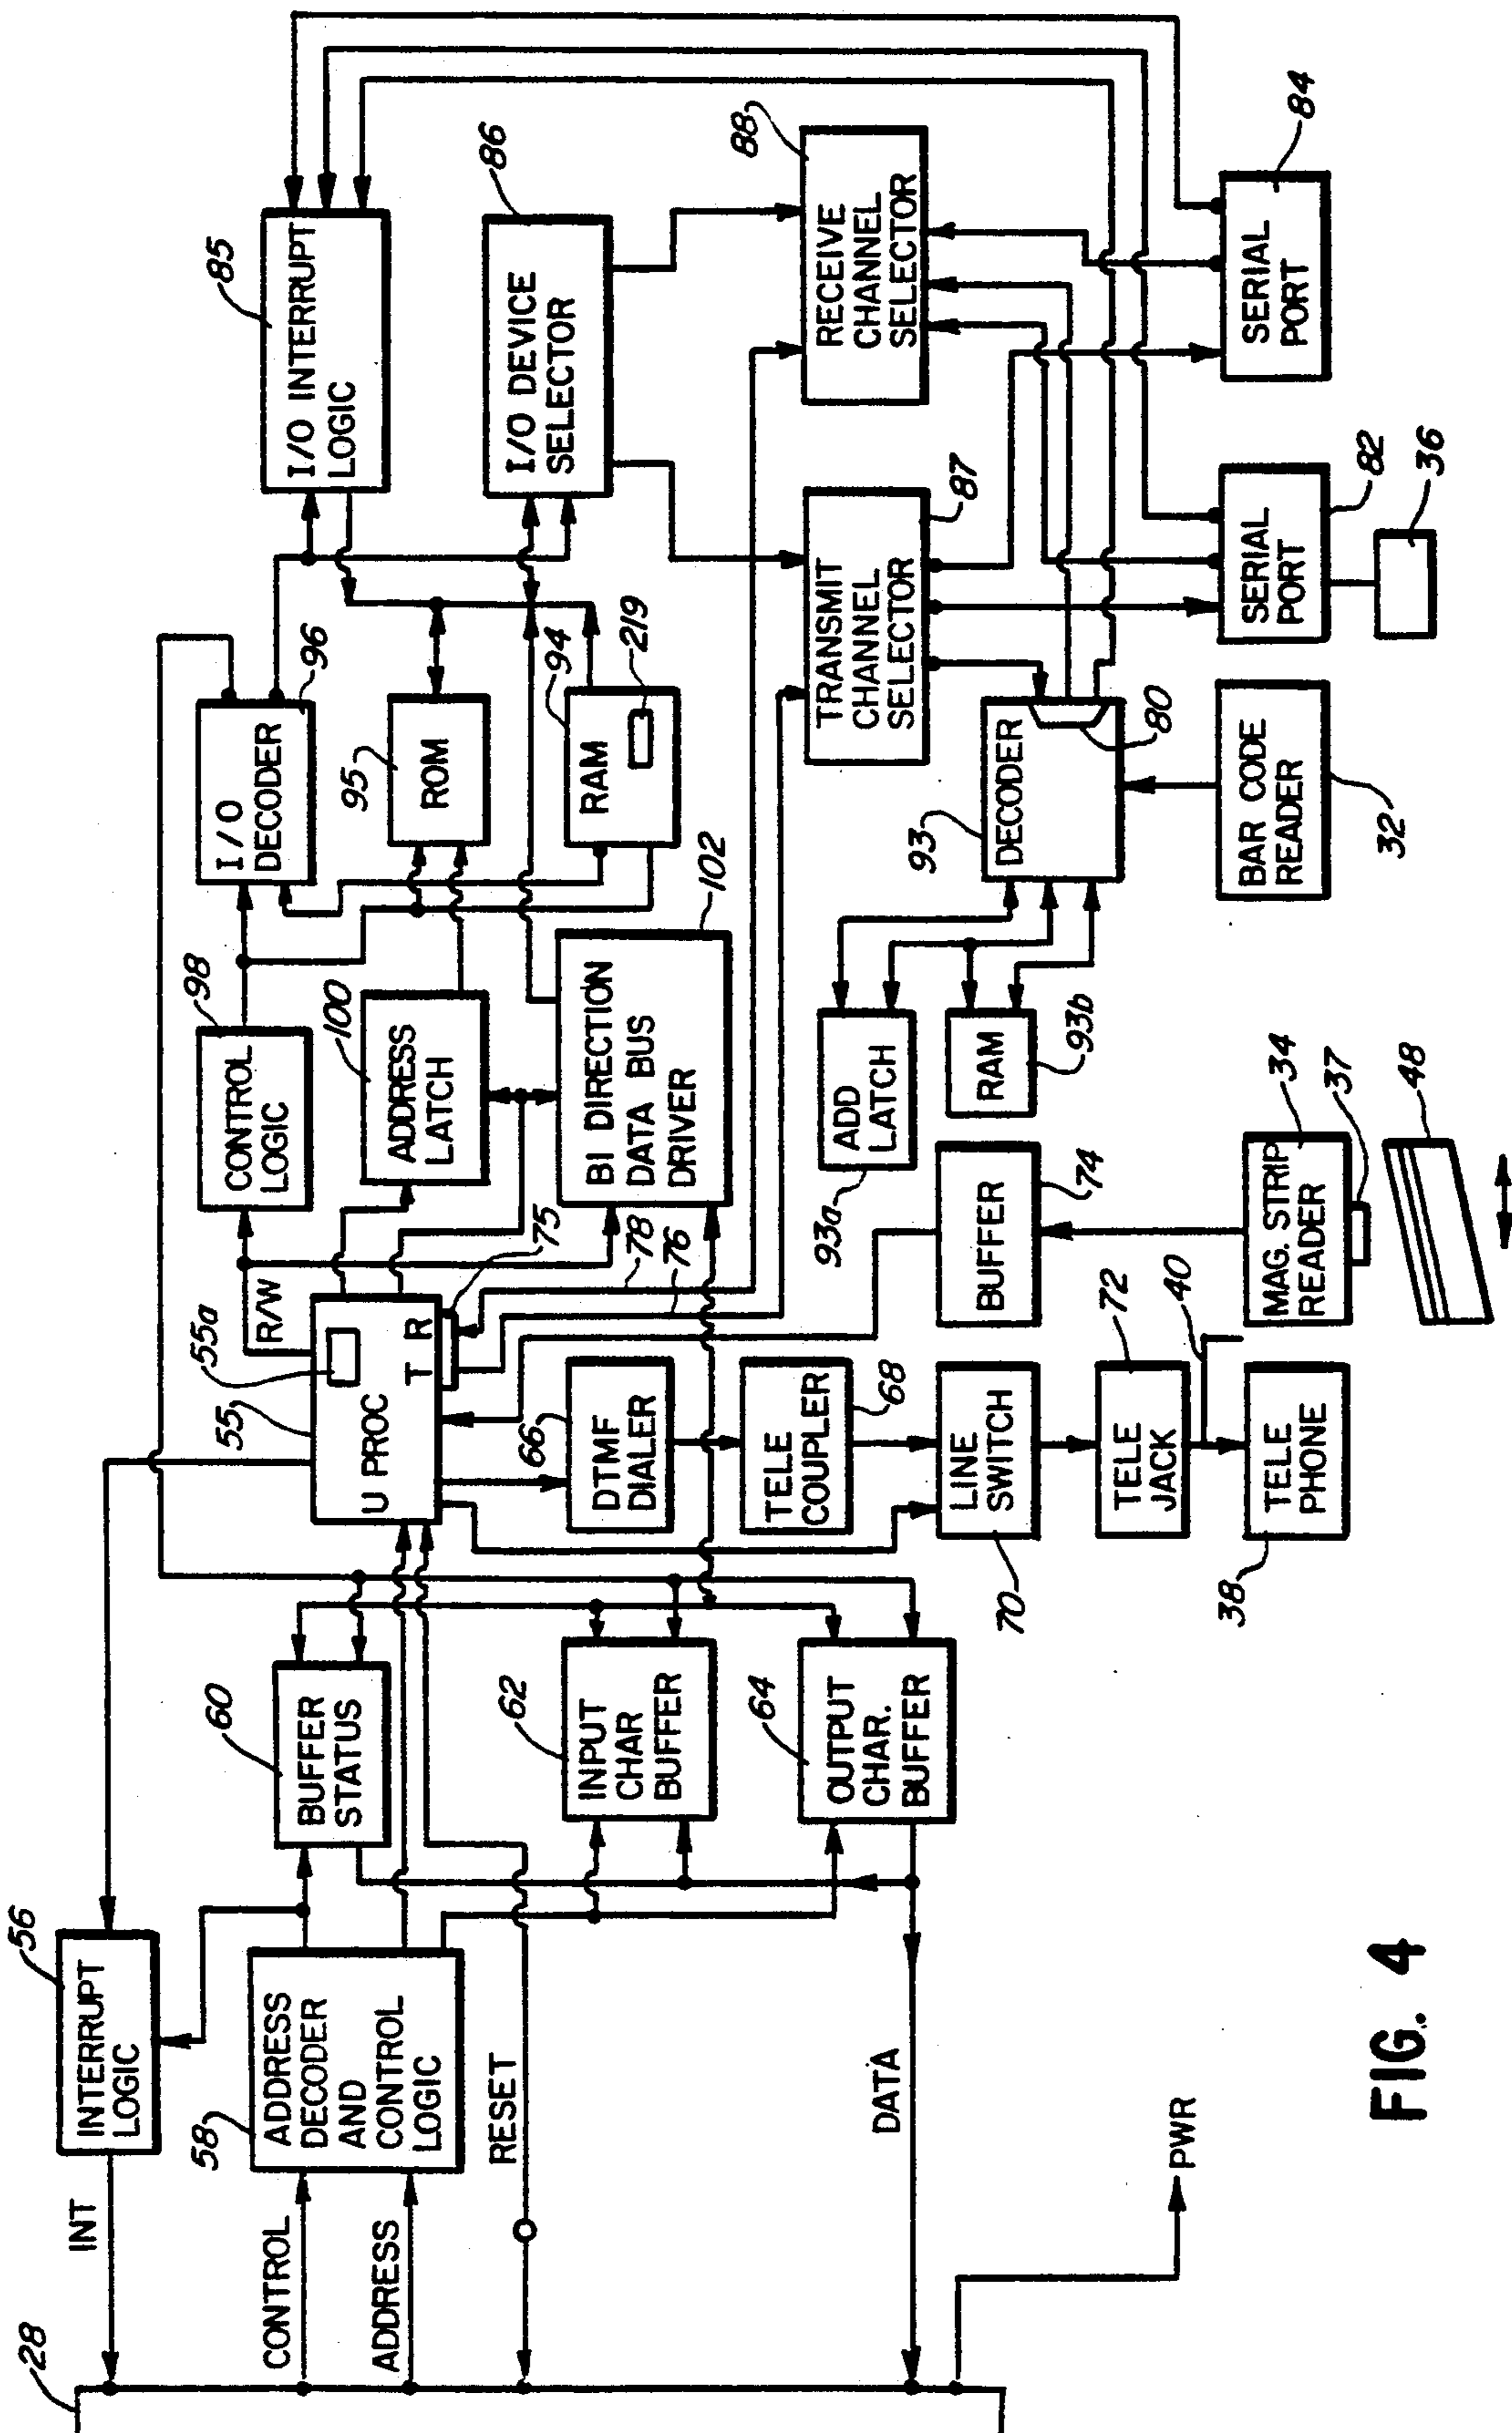 28
INT
CONTROL
ADDRESS
RESET
DATA
PWR
56
INTERRUPT
LOGIC
58
ADDRESS
DECODER
AND
CONTROL
LOGIC
60
BUFFER
STATUS
62
INPUT
CHAR
BUFFER
64
OUTPUT
CHAR.
BUFFER
55
55a
U PROC
T R
R/W
75
78
76
66
DTMF
DIALER
TELE
COUPLER
68
LINE
SWITCH
70
TELE
JACK
72
40
TELE
PHONE
38
98
CONTROL
LOGIC
100
ADDRESS
LATCH
BI DIRECTION
DATA BUS
DRIVER
102
BUFFER
74
MAG. STRIP
READER
34
37
48
I/O
DECODER
96
95
ROM
94
RAM
219
ADD
LATCH
93a
RAM
93b
93
DECODER
80
BAR CODE
READER
32
85
I/O INTERRUPT
LOGIC
86
I/O DEVICE
SELECTOR
TRANSMIT
CHANNEL
SELECTOR
87
88
RECEIVE
CHANNEL
SELECTOR
SERIAL
PORT
82
36
SERIAL
PORT
84
FIG. 4